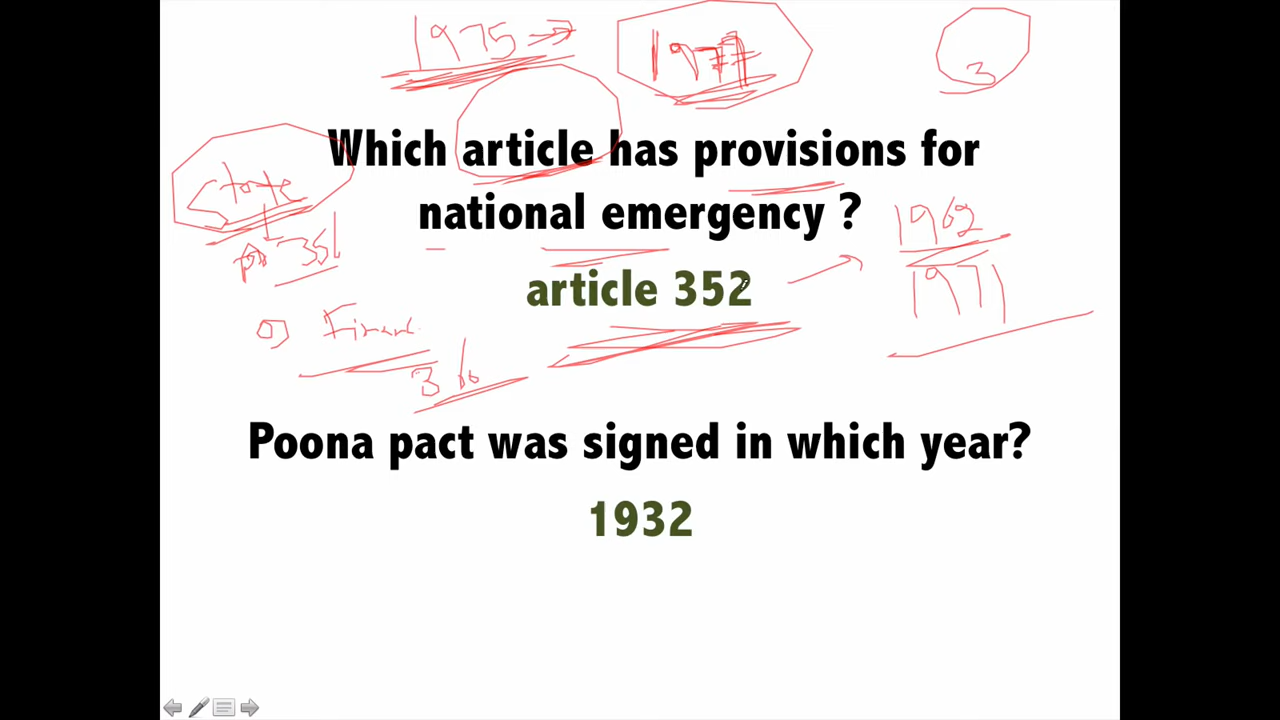 1975 → 1977
3
Which article has provisions for
State
national emergency ?
1962
356
article 352
1971
Financ
360
Poona pact was signed in which year?
1932